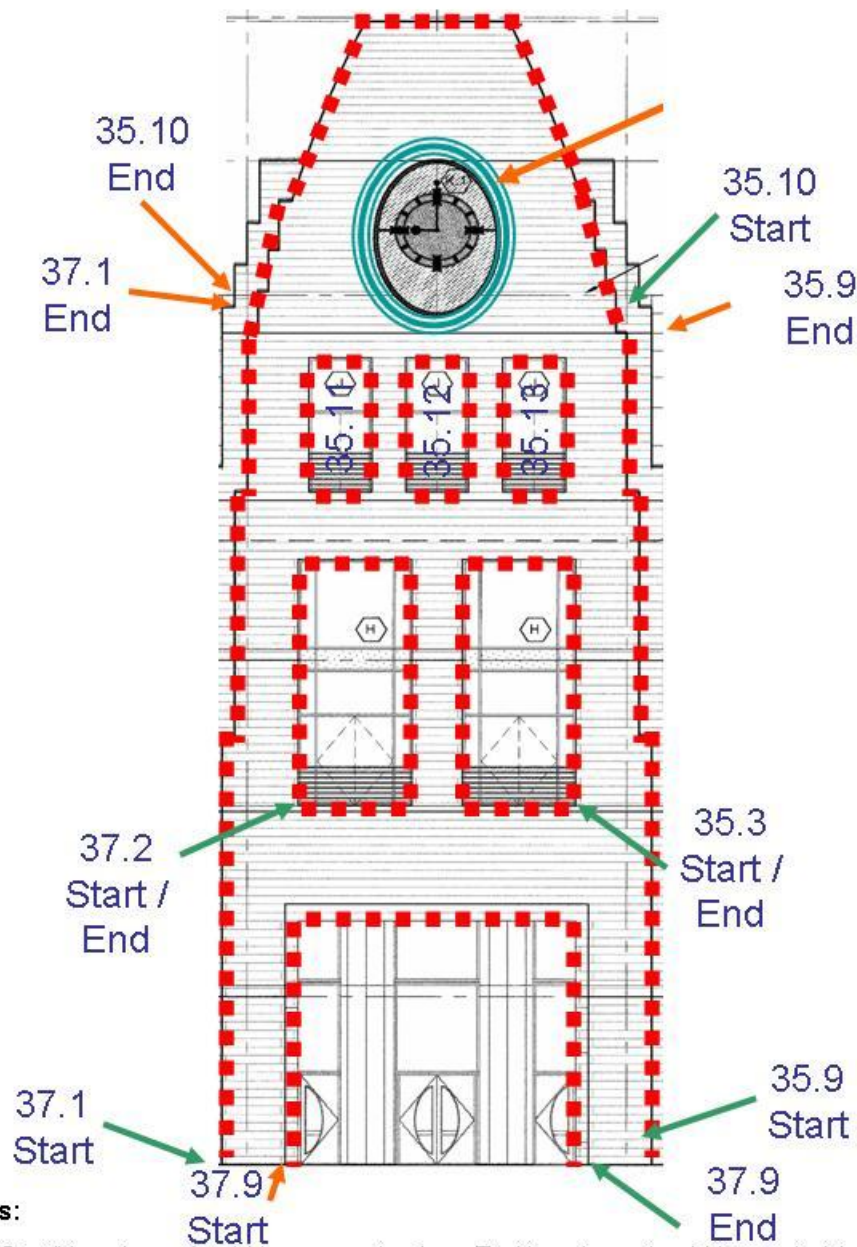 35.10
End
35.10
Start
37.1
End
35.9
End
35.11
35.12
35.13
H
H
37.2
Start /
End
35.3
Start /
End
37.1
Start
35.9
Start
37.9
Start
37.9
End
s: